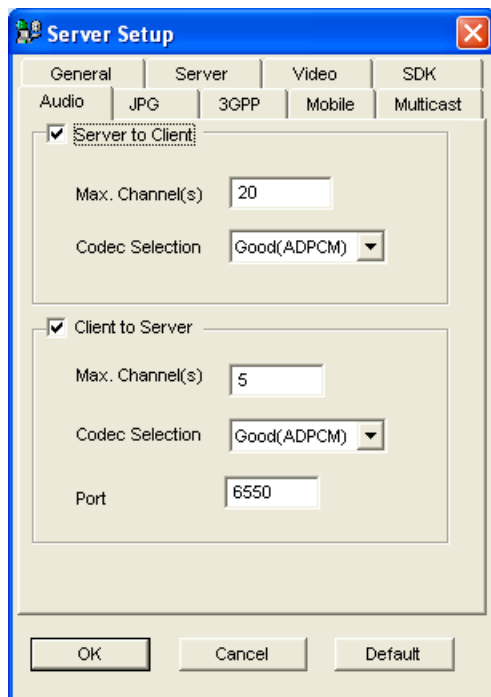 Server Setup
General Server Video SDK
Audio JPG 3GPP Mobile Multicast
Server to Client
Max. Channel(s) 20
Codec Selection Good(ADPCM)
Client to Server
Max. Channel(s) 5
Codec Selection Good(ADPCM)
Port 6550
OK Cancel Default